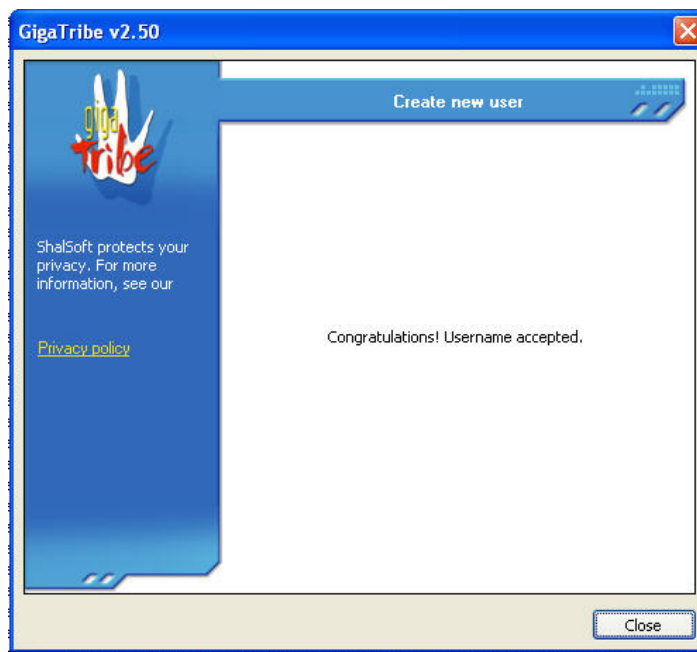 GigaTribe v2.50
giga
tribe
Create new user
ShalSoft protects your
privacy. For more
information, see our
Privacy policy
Congratulations! Username accepted.
Close